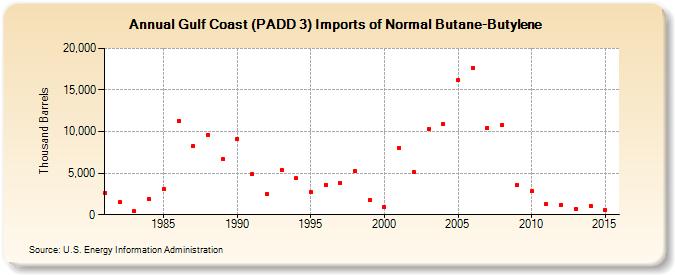 Annual Gulf Coast (PADD 3) Imports of Normal Butane-Butylene
Thousand Barrels
20,000
15,000
10,000
5,000
0
1985 1990 1995 2000 2005 2010 2015
Source: U.S. Energy Information Administration